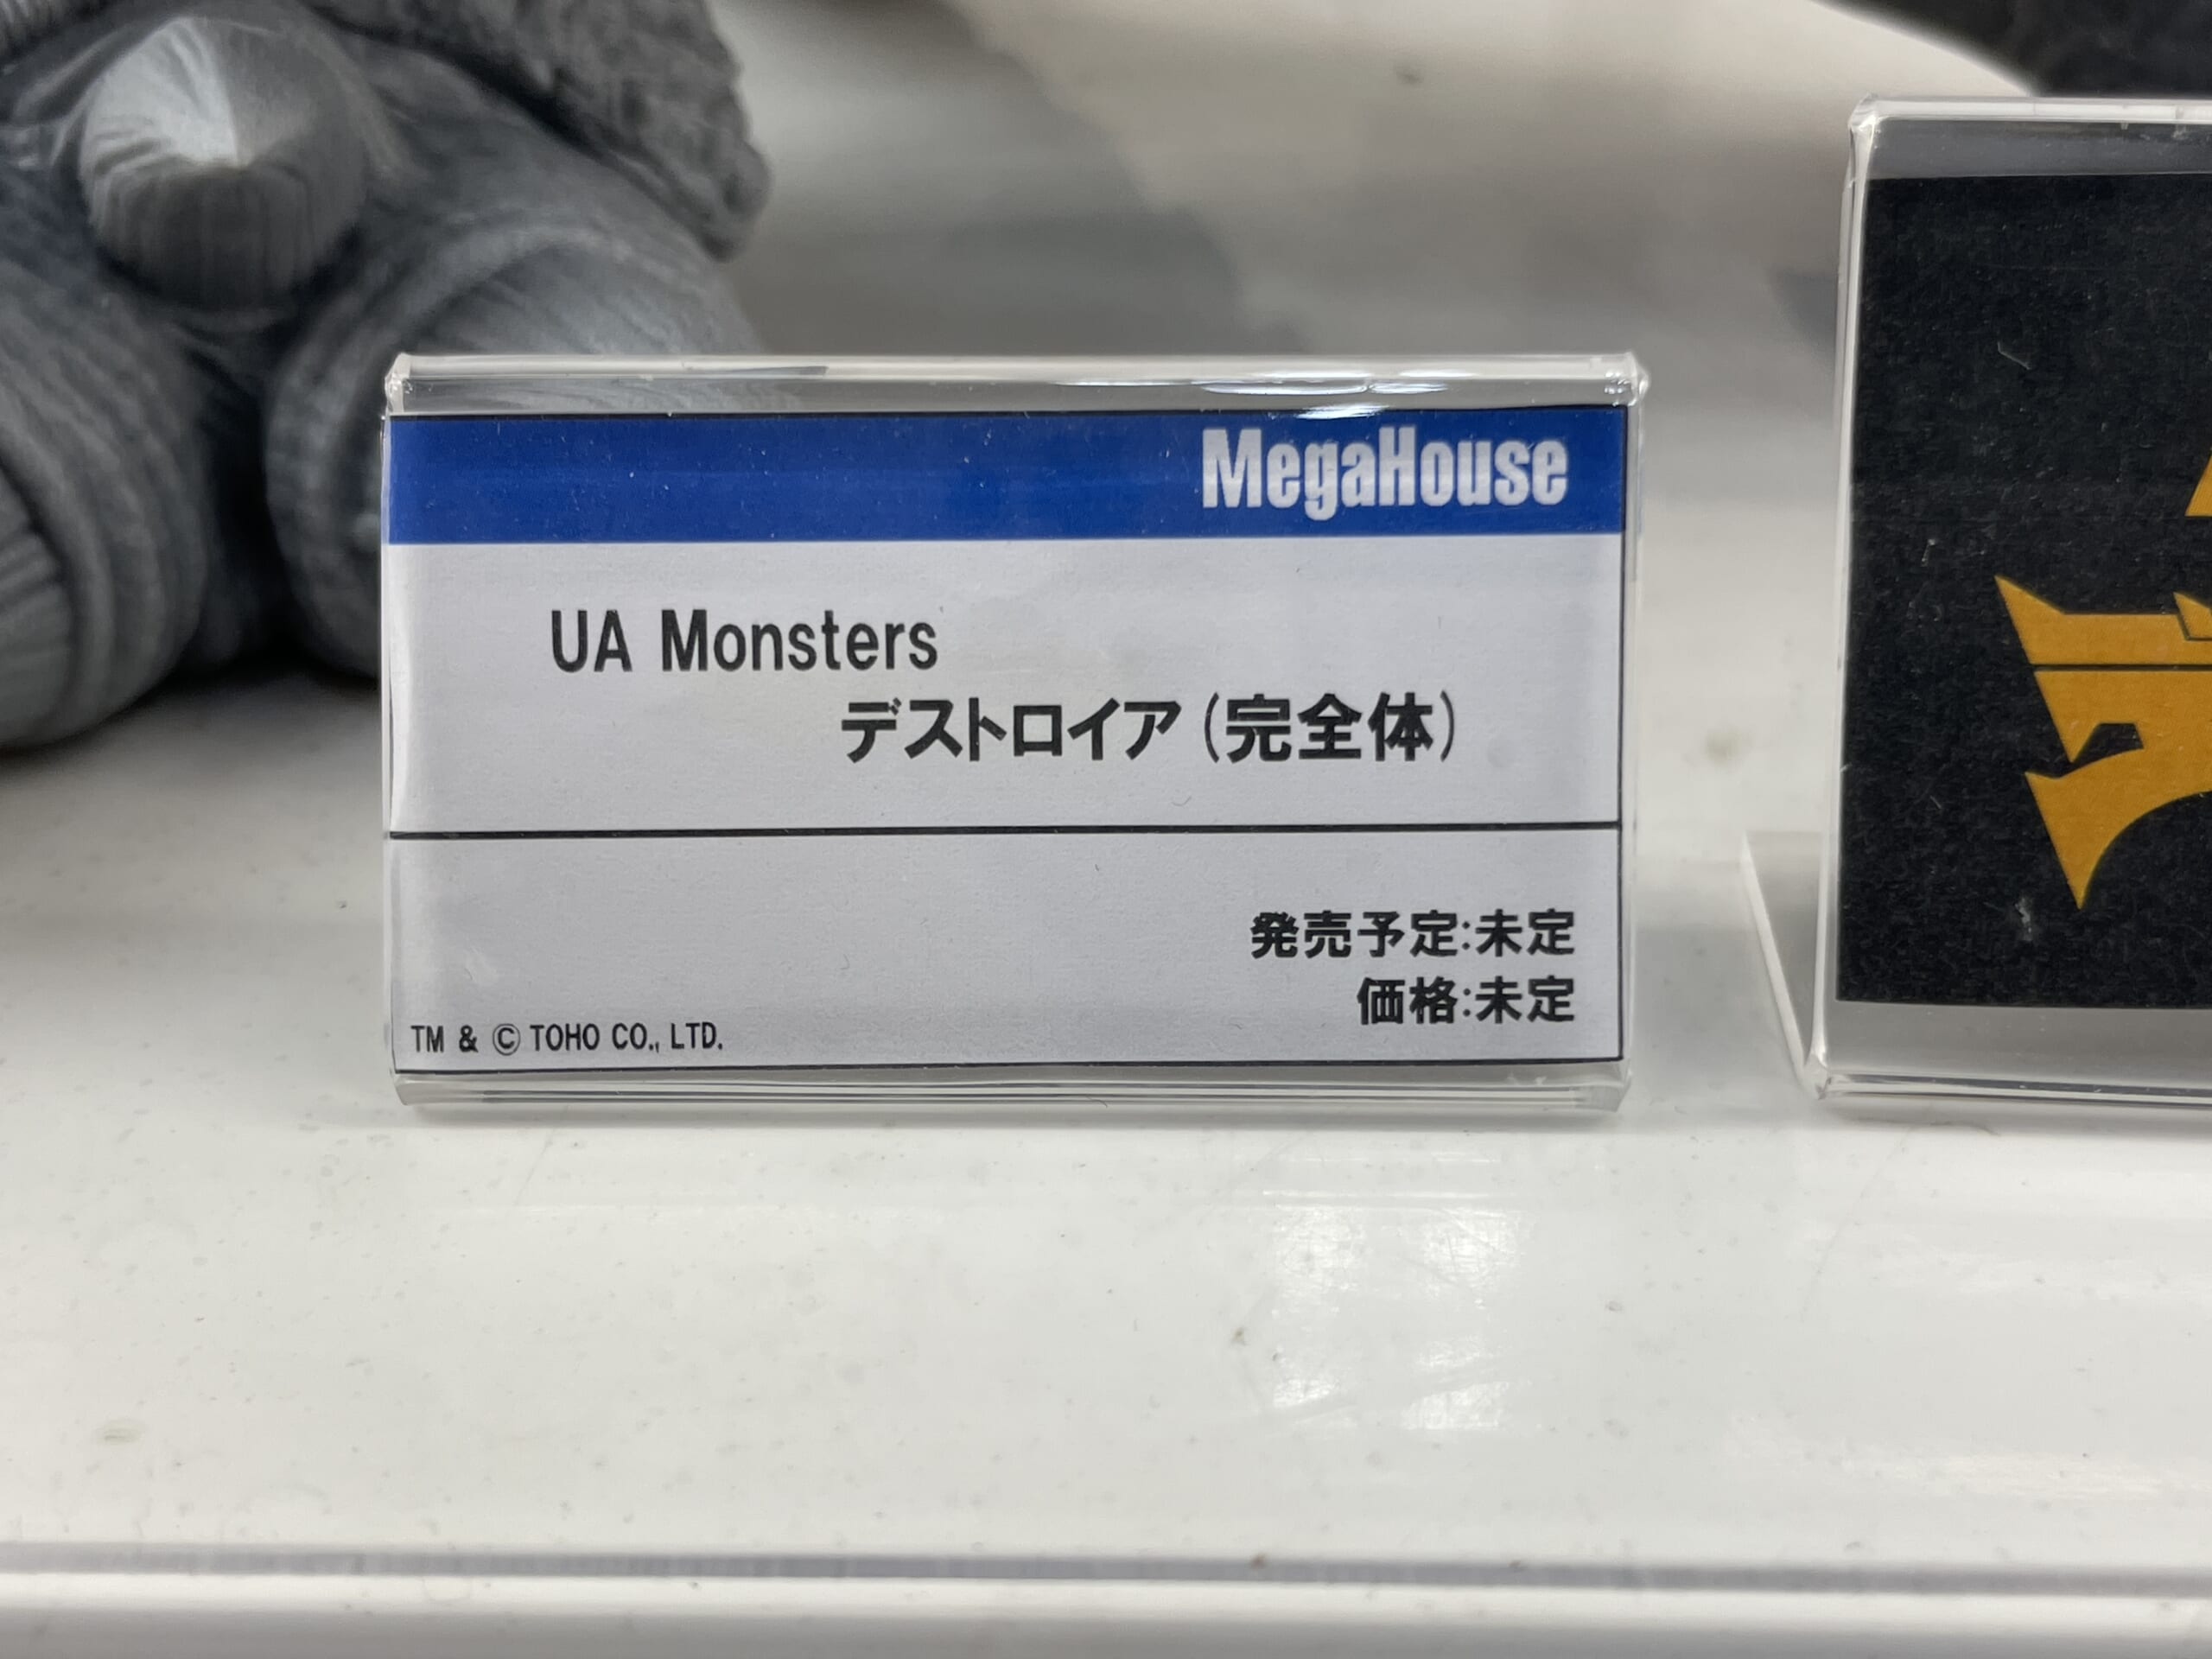 MegaHouse
UA Monsters
デストロイア(完全体)
発売予定:未定
価格:未定
TM & © TOHO CO., LTD.